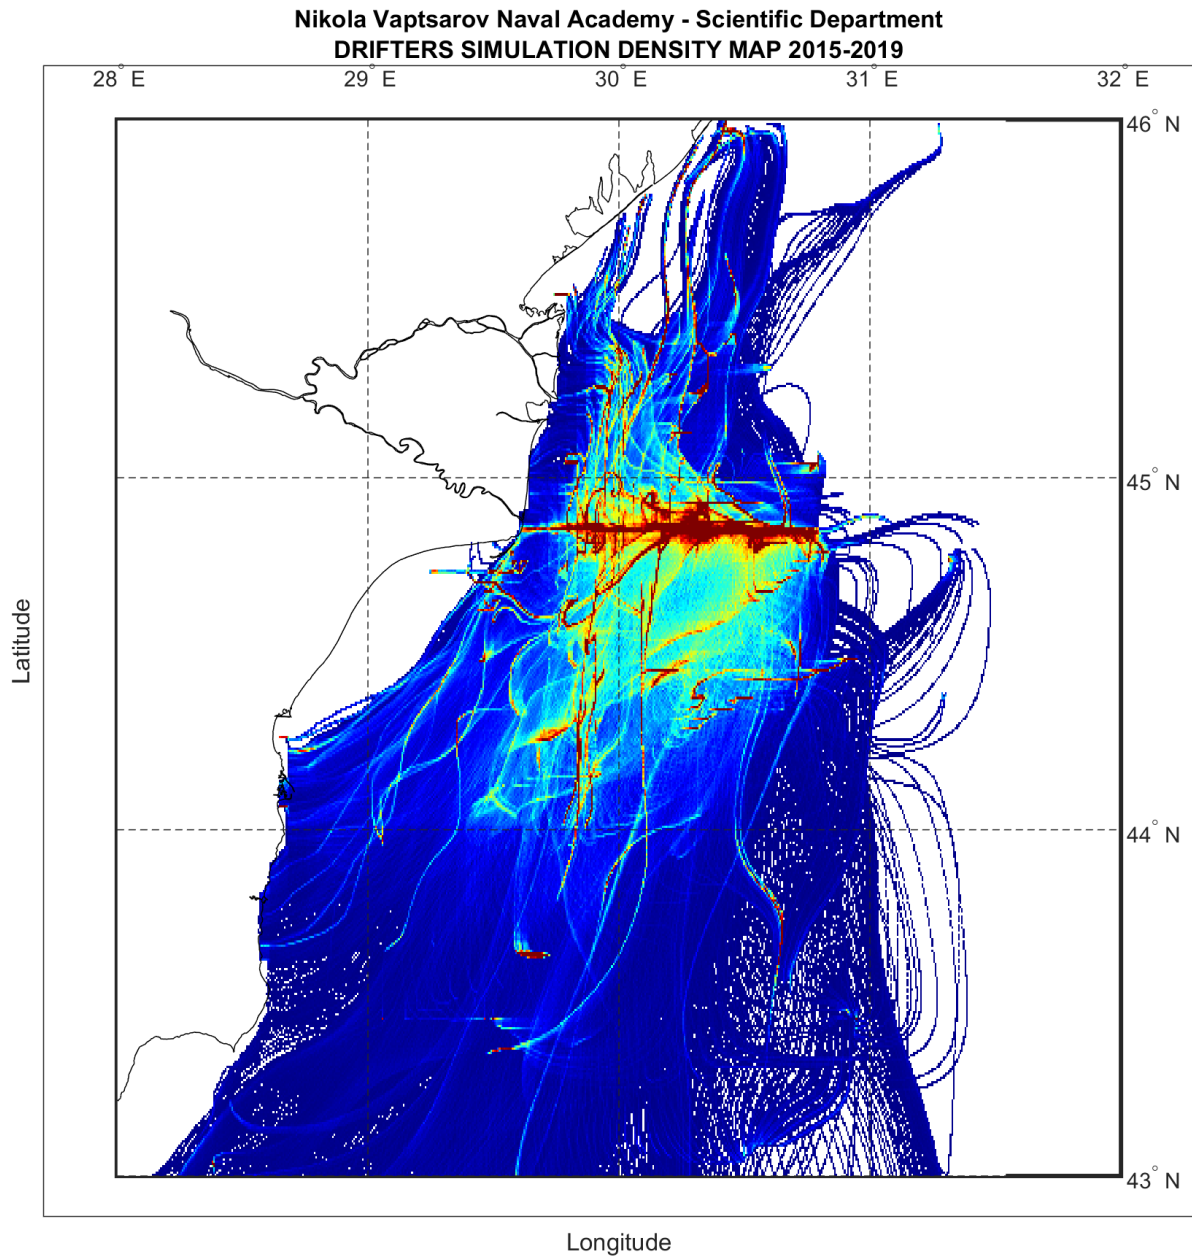 Nikola Vaptsarov Naval Academy - Scientific Department
DRIFTERS SIMULATION DENSITY MAP 2015-2019
28° E 29° E 30° E 31° E 32° E
46° N
45° N
44° N
43° N
Latitude
Longitude